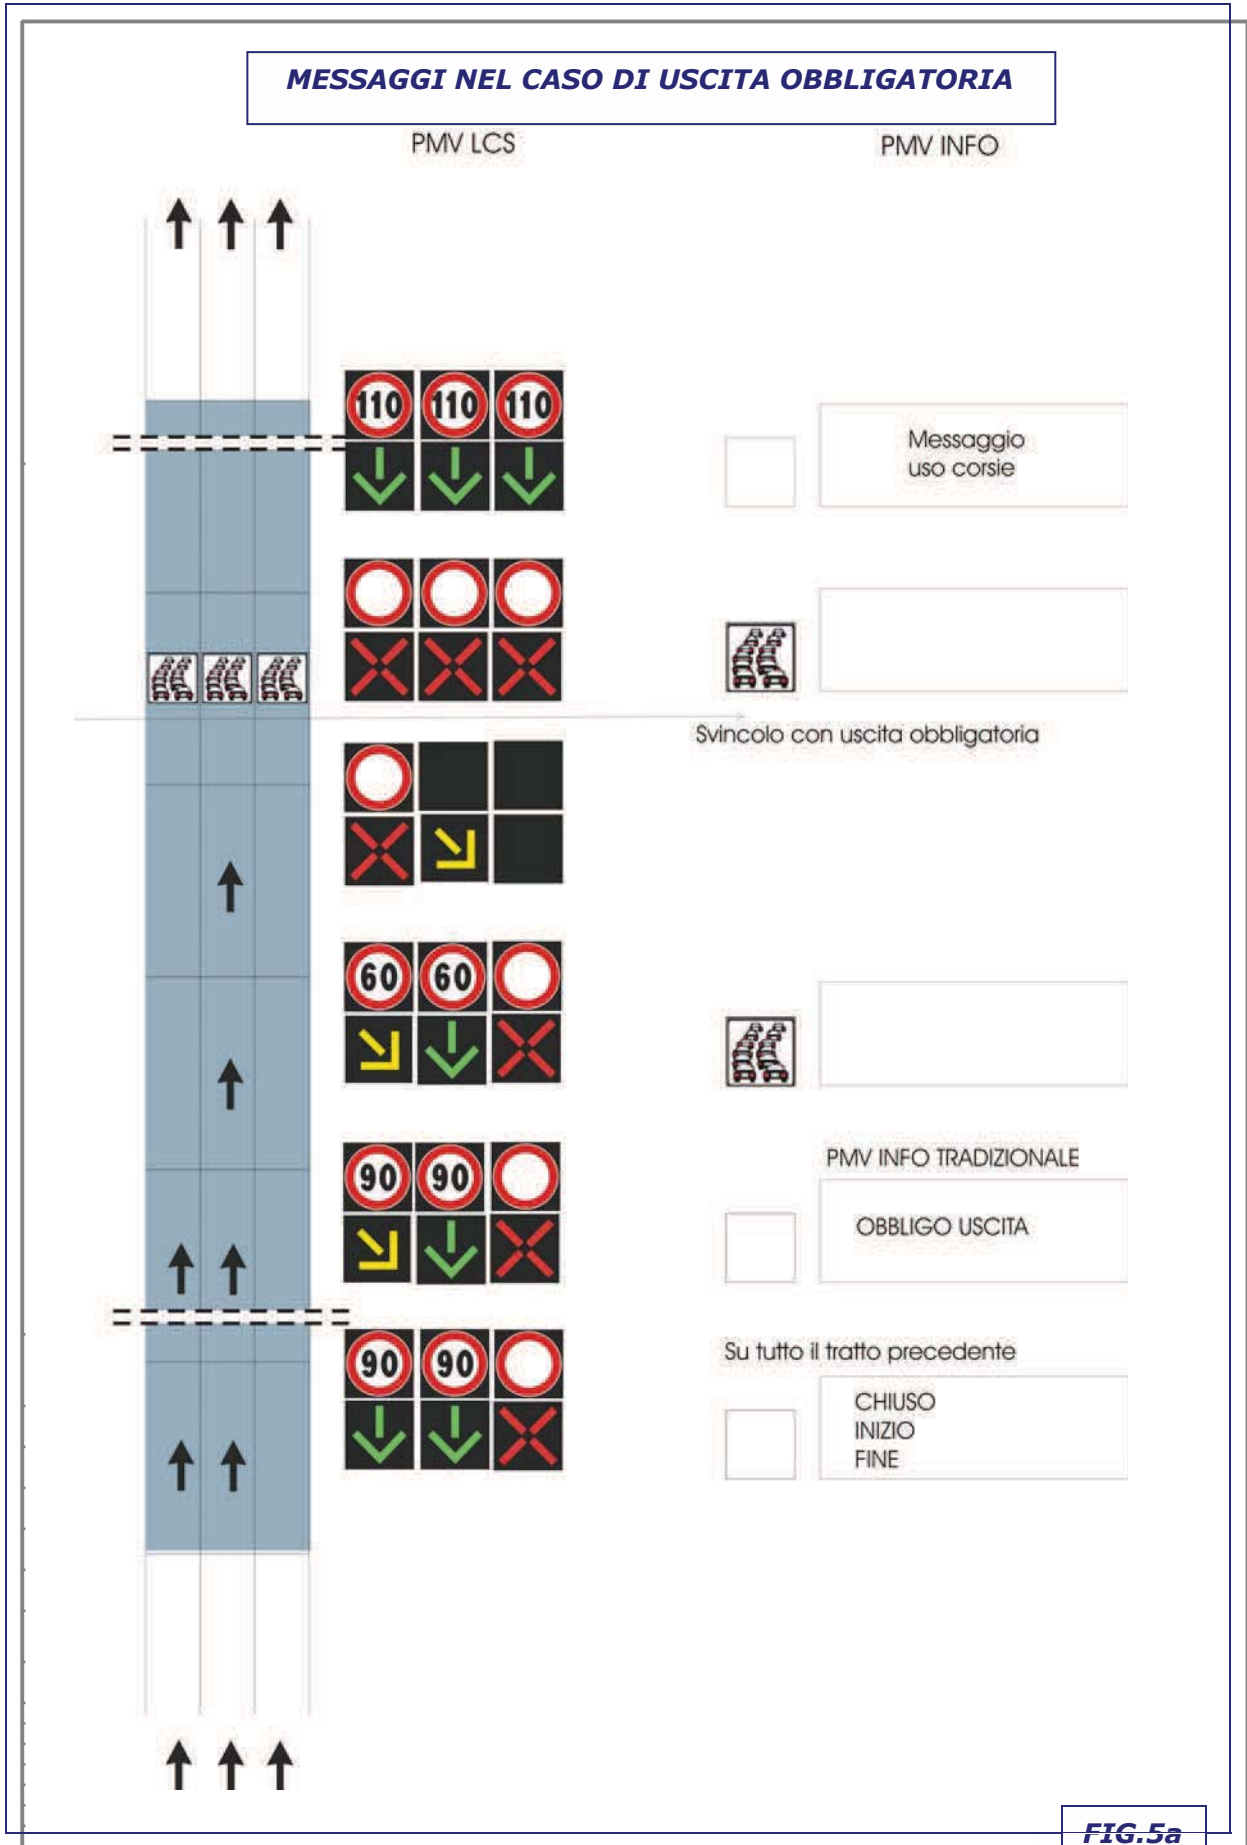 MESSAGGI NEL CASO DI USCITA OBBLIGATORIA
PMV LCS
PMV INFO
110 110 110
Messaggio
uso corsie
Svincolo con uscita obbligatoria
60 60
PMV INFO TRADIZIONALE
90 90
OBBLIGO USCITA
Su tutto il tratto precedente
90 90
CHIUSO
INIZIO
FINE
FIG.5a